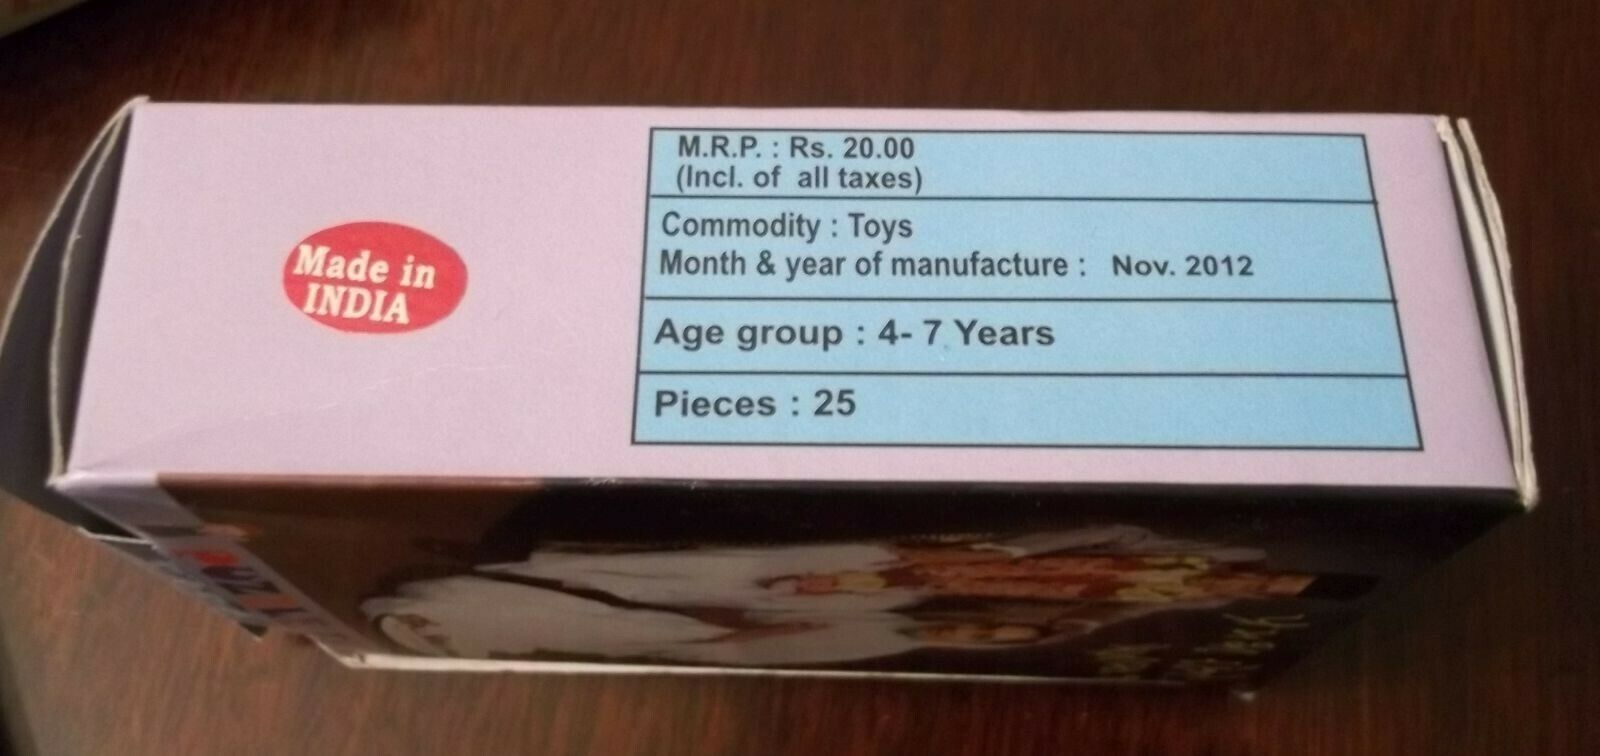 Made in
INDIA
M.R.P. : Rs. 20.00
(Incl. of all taxes)
Commodity : Toys
Month & year of manufacture : Nov. 2012
Age group : 4- 7 Years
Pieces : 25